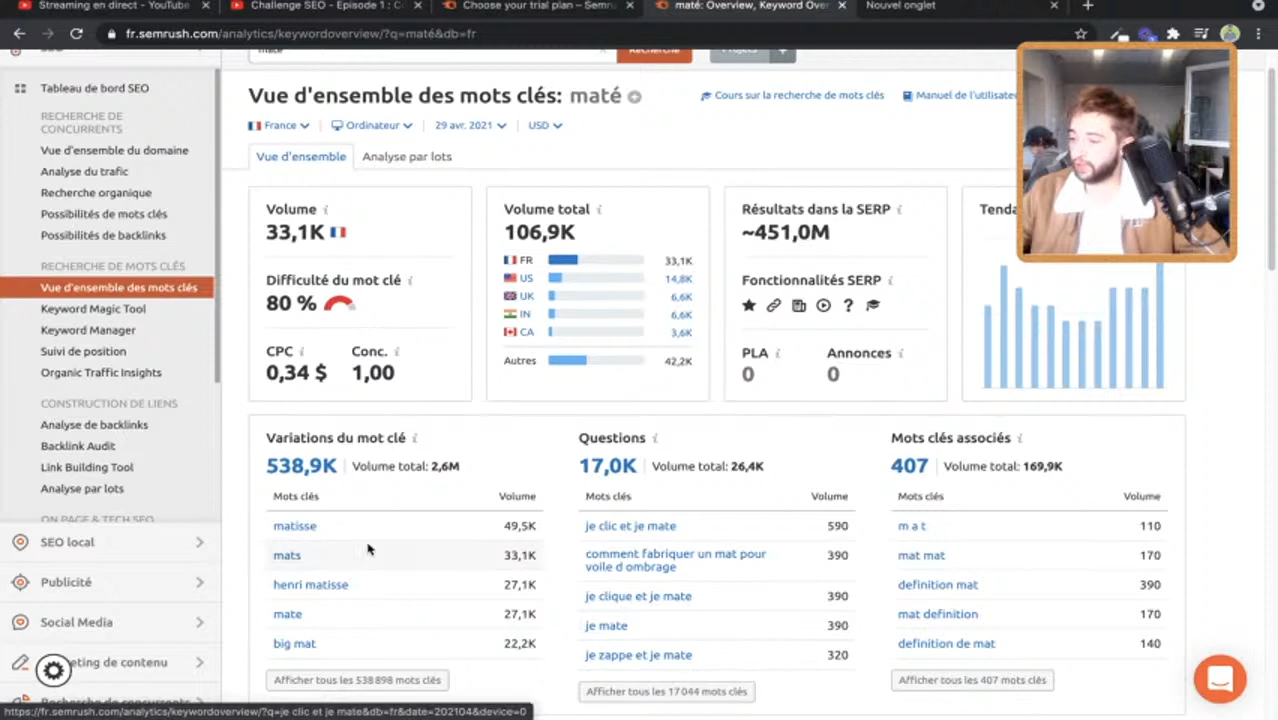 Streaming en direct - YouTube
Challenge SEO - Episode 1 : C
Choose your trial plan – Semru
maté: Overview, Keyword Over
Nouvel onglet
fr.semrush.com/analytics/keywordoverview/?q=maté&db=fr
Recherche
Projets
Tableau de bord SEO
RECHERCHE DE
CONCURRENTS
Vue d'ensemble du domaine
Analyse du trafic
Recherche organique
Possibilités de mots clés
Possibilités de backlinks
RECHERCHE DE MOTS CLÉS
Vue d'ensemble des mots clés
Keyword Magic Tool
Keyword Manager
Suivi de position
Organic Traffic Insights
CONSTRUCTION DE LIENS
Analyse de backlinks
Backlink Audit
Link Building Tool
Analyse par lots
ON PAGE & TECH SEO
SEO local
Publicité
Social Media
eting de contenu
Recherche de concurrents
Vue d'ensemble des mots clés: maté
Cours sur la recherche de mots clés
Manuel de l'utilisateu
France
Ordinateur
29 avr. 2021
USD
Vue d'ensemble
Analyse par lots
Volume
33,1K
Difficulté du mot clé
80 %
CPC
Conc.
0,34 $
1,00
Volume total
106,9K
FR 33,1K
US 14,8K
UK 6,6K
IN 6,6K
CA 3,6K
Autres 42,2K
Résultats dans la SERP
~451,0M
Fonctionnalités SERP
PLA
Annonces
0
0
Tenda
Variations du mot clé
538,9K Volume total: 2,6M
Mots clés Volume
matisse 49,5K
mats 33,1K
henri matisse 27,1K
mate 27,1K
big mat 22,2K
Afficher tous les 538 898 mots clés
Questions
17,0K Volume total: 26,4K
Mots clés Volume
je clic et je mate 590
comment fabriquer un mat pour 390
voile d ombrage
je clique et je mate 390
je mate 390
je zappe et je mate 320
Afficher tous les 17 044 mots clés
Mots clés associés
407 Volume total: 169,9K
Mots clés Volume
m a t 110
mat mat 170
definition mat 390
mat definition 170
definition de mat 140
Afficher tous les 407 mots clés
https://fr.semrush.com/analytics/keywordoverview/?q=je clic et je mate&db=fr&date=202104&device=0